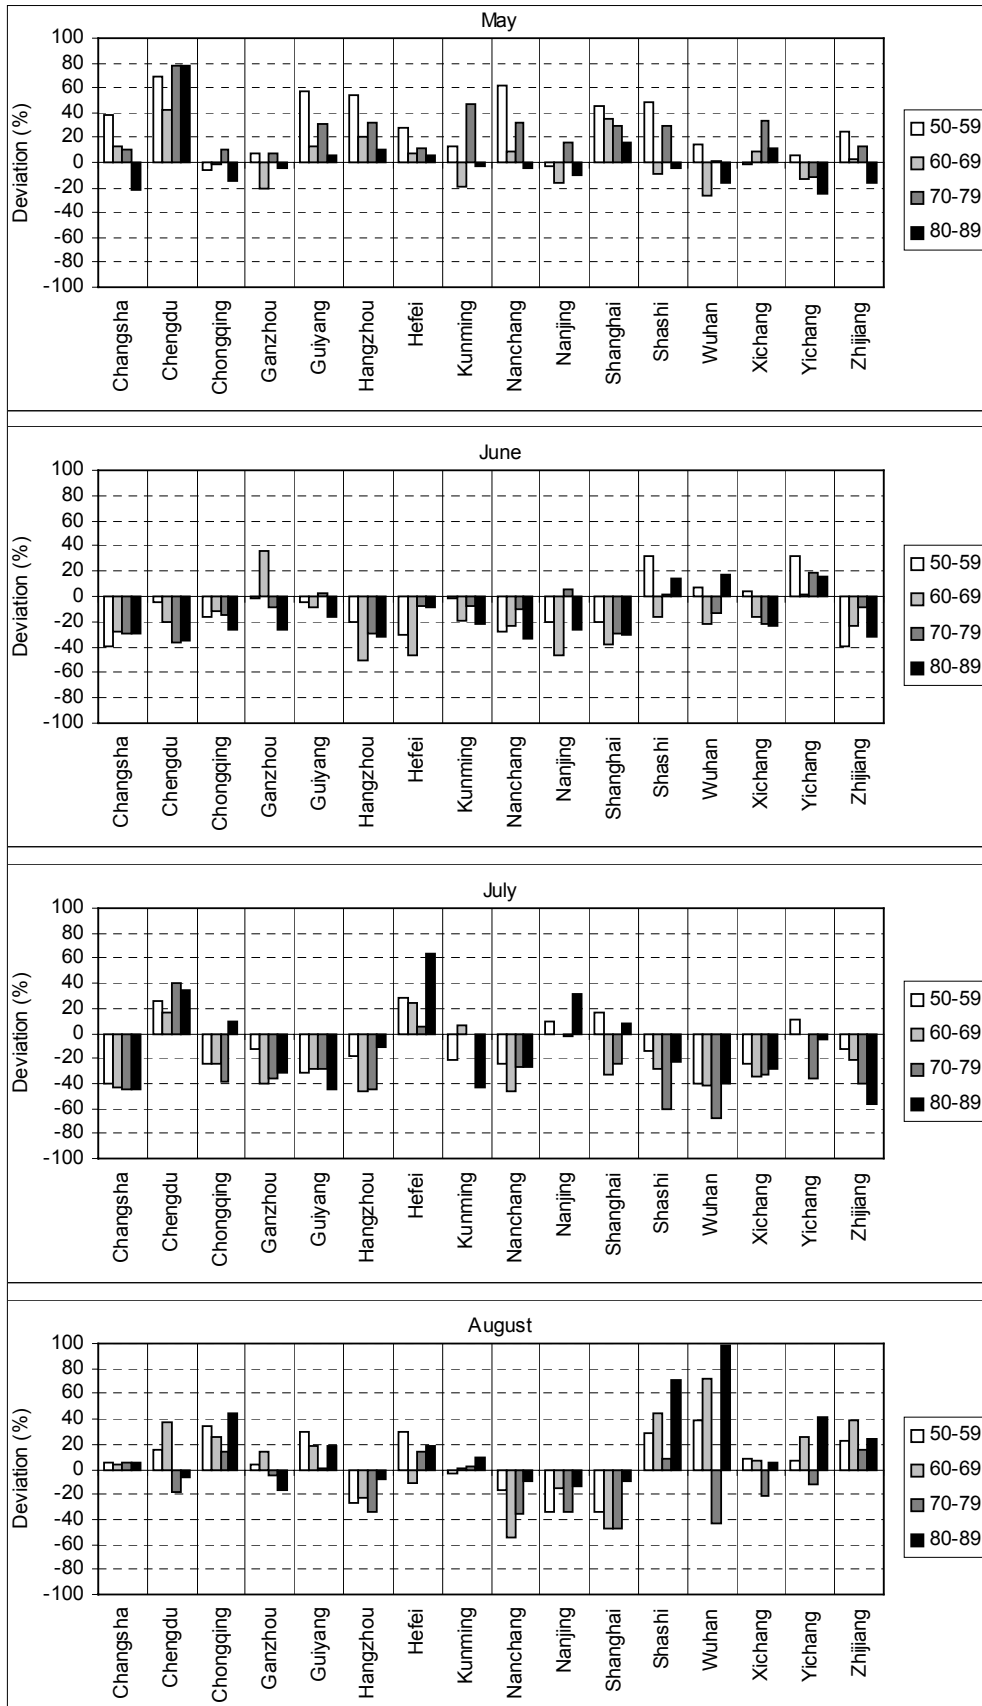 May
100
80
60
40
20
0
-20
-40
-60
-80
-100
Deviation (%)
Changsha
Chengdu
Chongqing
Ganzhou
Guiyang
Hangzhou
Hefei
Kunming
Nanchang
Nanjing
Shanghai
Shashi
Wuhan
Xichang
Yichang
Zhijiang
50-59
60-69
70-79
80-89
June
100
80
60
40
20
0
-20
-40
-60
-80
-100
Deviation (%)
Changsha
Chengdu
Chongqing
Ganzhou
Guiyang
Hangzhou
Hefei
Kunming
Nanchang
Nanjing
Shanghai
Shashi
Wuhan
Xichang
Yichang
Zhijiang
50-59
60-69
70-79
80-89
July
100
80
60
40
20
0
-20
-40
-60
-80
-100
Deviation (%)
Changsha
Chengdu
Chongqing
Ganzhou
Guiyang
Hangzhou
Hefei
Kunming
Nanchang
Nanjing
Shanghai
Shashi
Wuhan
Xichang
Yichang
Zhijiang
50-59
60-69
70-79
80-89
August
100
80
60
40
20
0
-20
-40
-60
-80
-100
Deviation (%)
Changsha
Chengdu
Chongqing
Ganzhou
Guiyang
Hangzhou
Hefei
Kunming
Nanchang
Nanjing
Shanghai
Shashi
Wuhan
Xichang
Yichang
Zhijiang
50-59
60-69
70-79
80-89